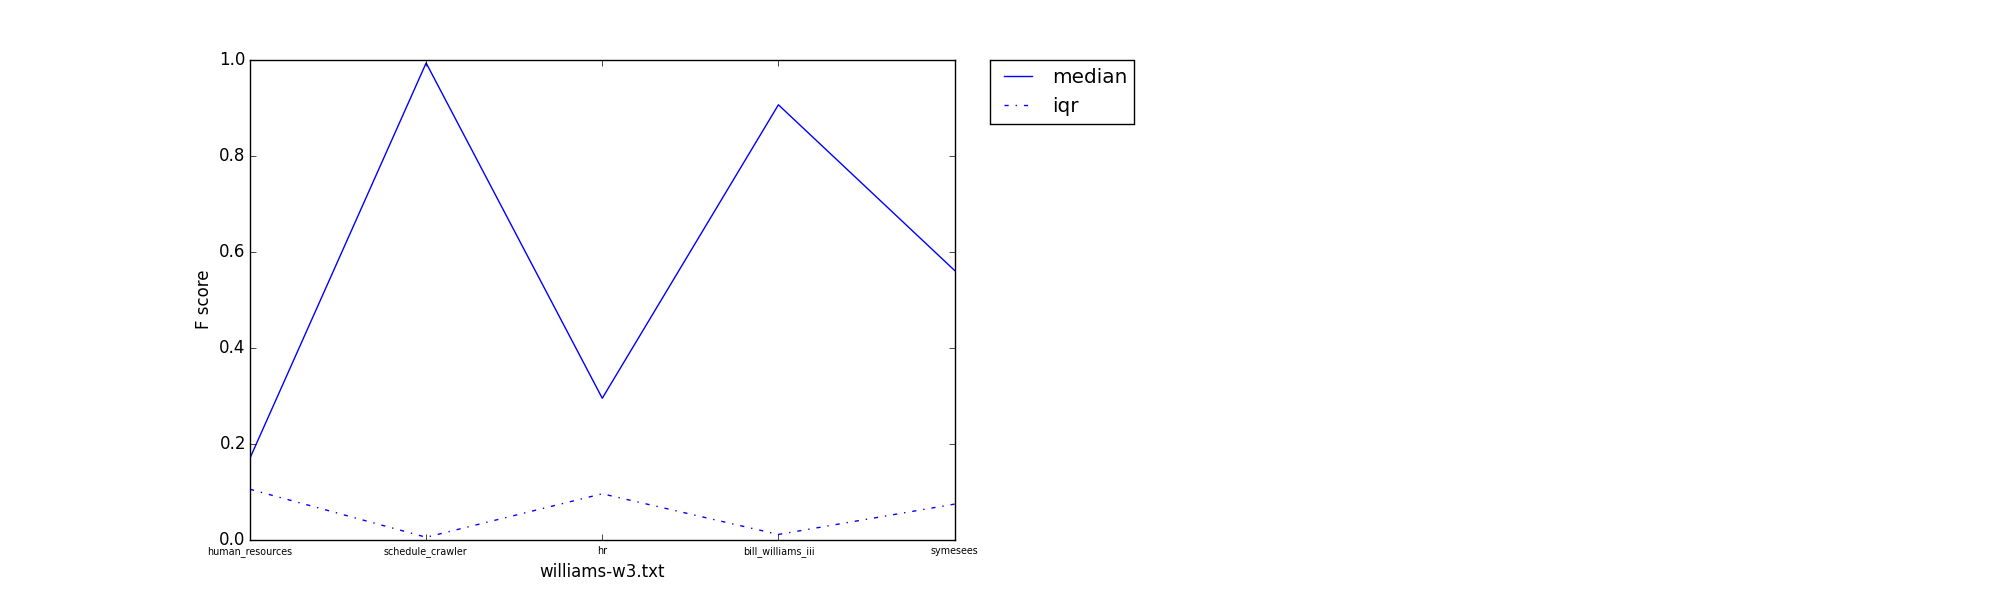 1.0
0.8
0.6
0.4
0.2
0.0
F score
human_resources schedule_crawler hr bill_williams_iii symesees
williams-w3.txt
median
iqr